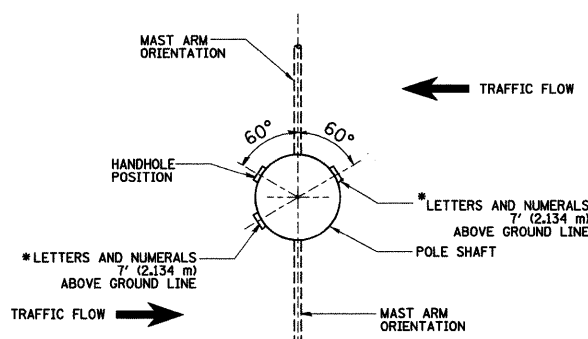 MAST ARM
ORIENTATION
TRAFFIC FLOW
60°
60°
HANDHOLE
POSITION
*LETTERS AND NUMERALS
7' (2.134 m)
ABOVE GROUND LINE
POLE SHAFT
*LETTERS AND NUMERALS
7' (2.134 m)
ABOVE GROUND LINE
TRAFFIC FLOW
MAST ARM
ORIENTATION